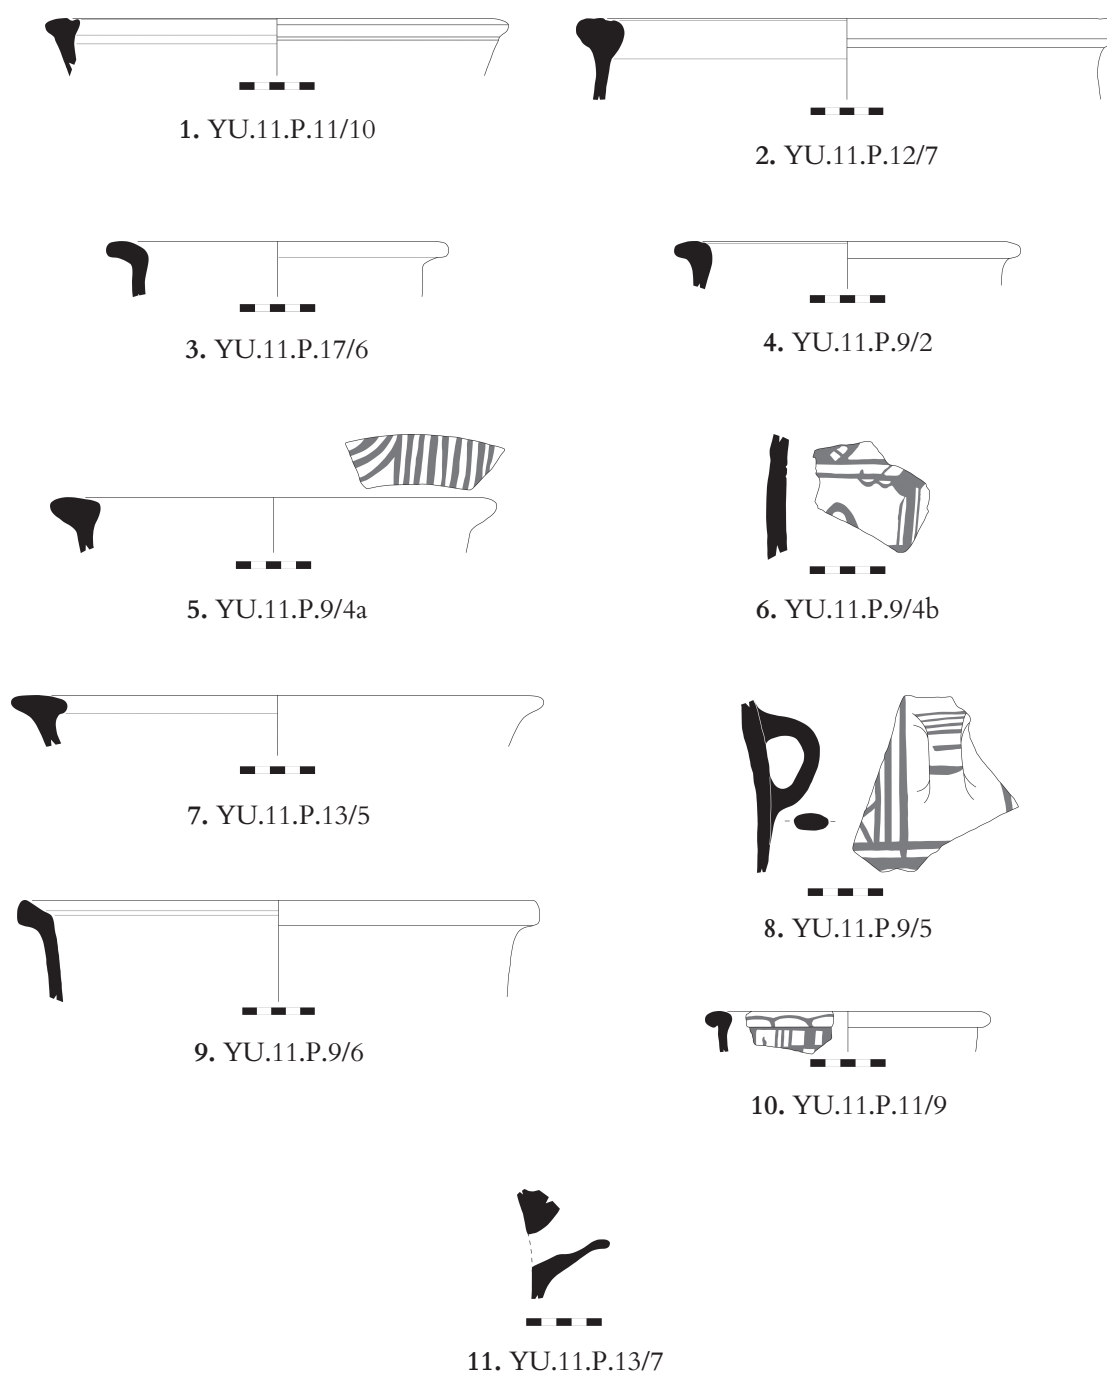 1. YU.11.P.11/10
2. YU.11.P.12/7
3. YU.11.P.17/6
4. YU.11.P.9/2
5. YU.11.P.9/4a
6. YU.11.P.9/4b
7. YU.11.P.13/5
8. YU.11.P.9/5
9. YU.11.P.9/6
10. YU.11.P.11/9
11. YU.11.P.13/7